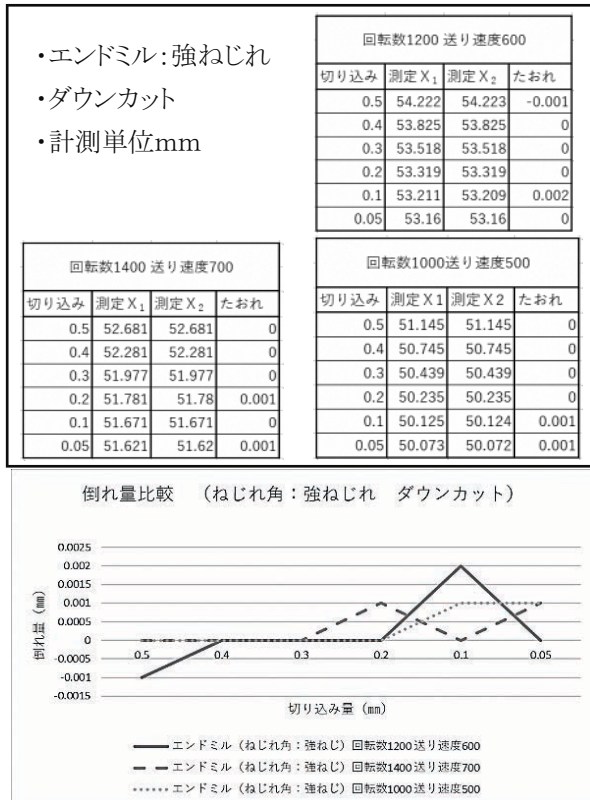 ・エンドミル:強ねじれ
・ダウンカット
・計測単位mm
回転数1200 送り速度600
切り込み 測定X₁ 測定X₂ たおれ
0.5 54.222 54.223 -0.001
0.4 53.825 53.825 0
0.3 53.518 53.518 0
0.2 53.319 53.319 0
0.1 53.211 53.209 0.002
0.05 53.16 53.16 0
回転数1400 送り速度700
切り込み 測定X₁ 測定X₂ たおれ
0.5 52.681 52.681 0
0.4 52.281 52.281 0
0.3 51.977 51.977 0
0.2 51.781 51.78 0.001
0.1 51.671 51.671 0
0.05 51.621 51.62 0.001
回転数1000送り速度500
切り込み 測定X1 測定X2 たおれ
0.5 51.145 51.145 0
0.4 50.745 50.745 0
0.3 50.439 50.439 0
0.2 50.235 50.235 0
0.1 50.125 50.124 0.001
0.05 50.073 50.072 0.001
倒れ量比較 (ねじれ角:強ねじれ ダウンカット)
倒れ量(㎜)
0.0025
0.002
0.0015
0.001
0.0005
0
-0.0005
-0.001
-0.0015
0.5 0.4 0.3 0.2 0.1 0.05
切り込み量(㎜)
エンドミル(ねじれ角:強ねじ)回転数1200送り速度600
エンドミル(ねじれ角:強ねじ)回転数1400送り速度700
エンドミル(ねじれ角:強ねじ)回転数1000送り速度500